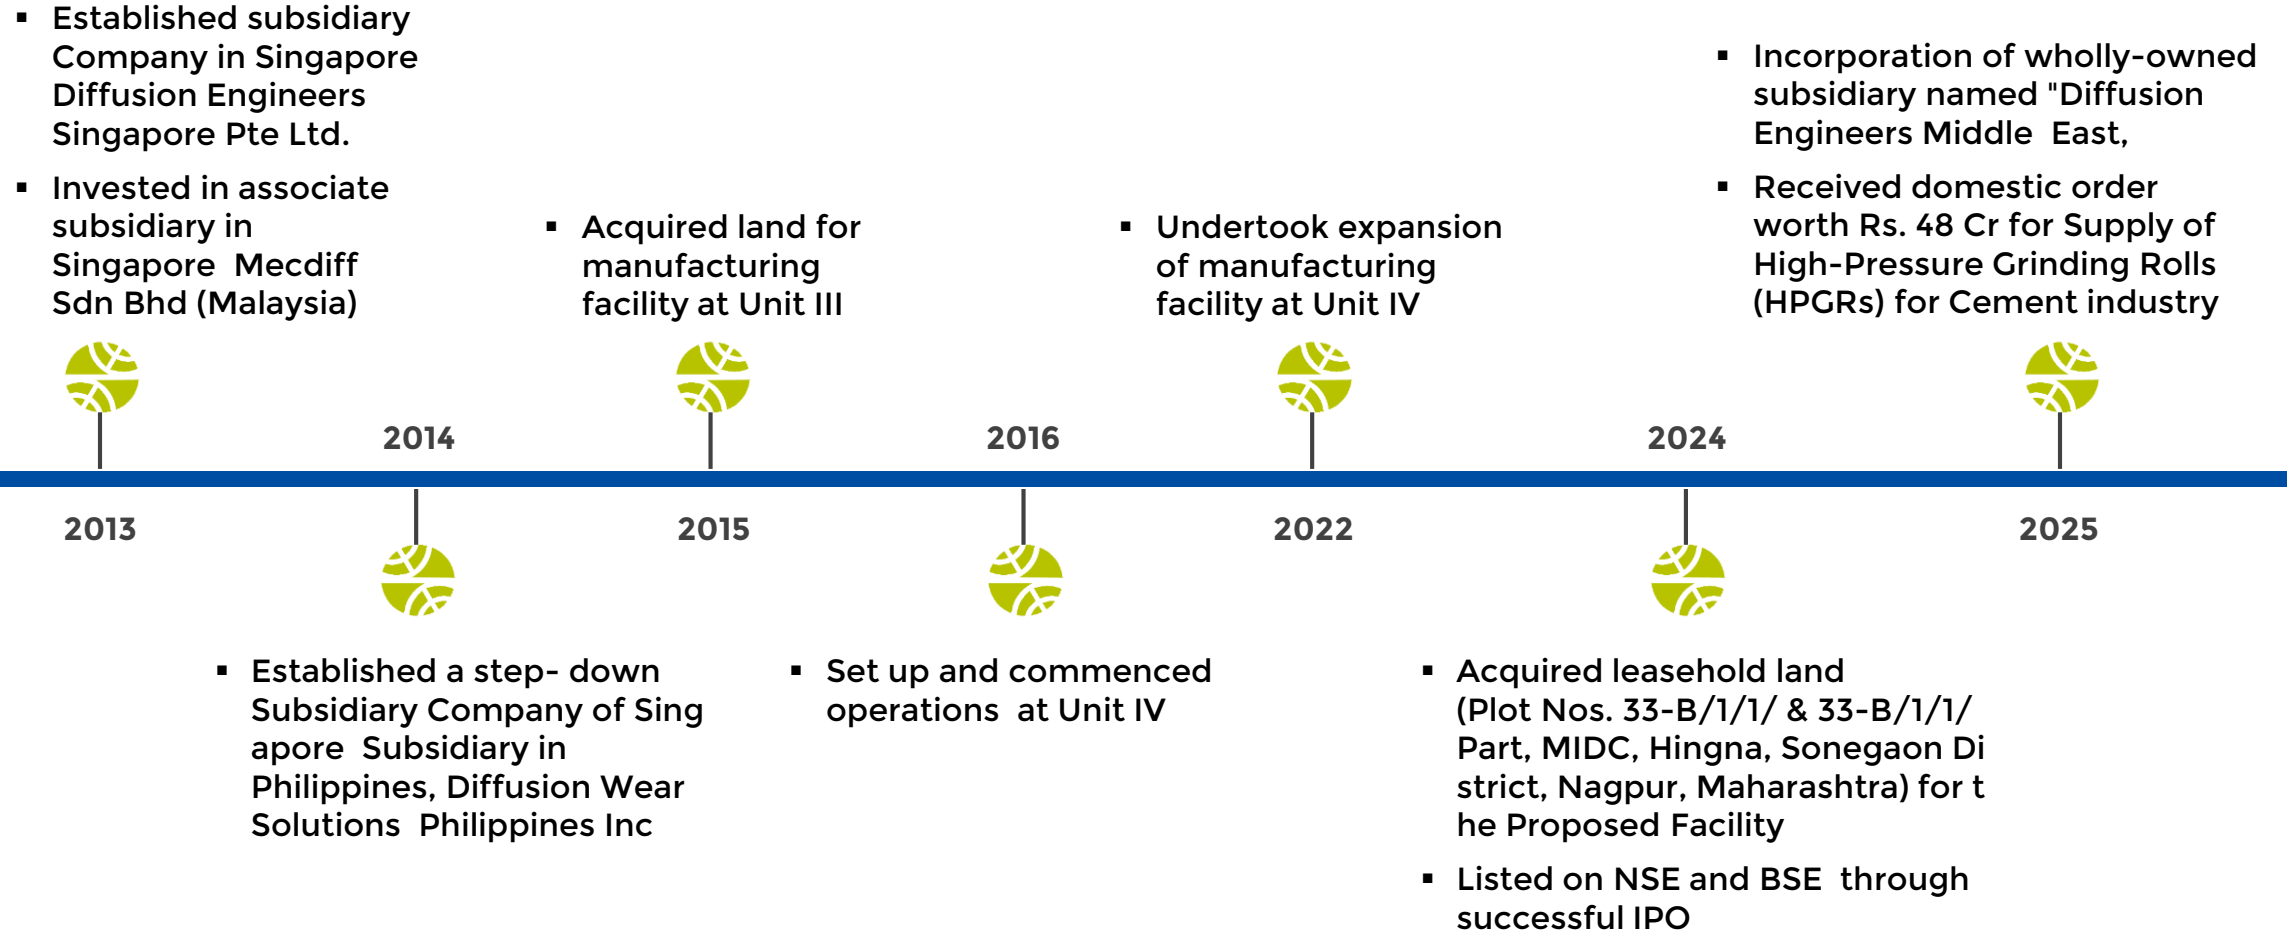 ▪ Established subsidiary
Company in Singapore
Diffusion Engineers
Singapore Pte Ltd.
▪ Invested in associate
subsidiary in
Singapore  Mecdiff
Sdn Bhd (Malaysia)
2013
2014
▪ Established a step- down
Subsidiary Company of Sing
apore  Subsidiary in
Philippines, Diffusion Wear
Solutions  Philippines Inc
▪ Acquired land for
manufacturing
facility at Unit III
2015
2016
▪ Set up and commenced
operations  at Unit IV
▪ Undertook expansion
of manufacturing
facility at Unit IV
2022
2024
▪ Acquired leasehold land
(Plot Nos. 33-B/1/1/ & 33-B/1/1/
Part, MIDC, Hingna, Sonegaon Di
strict, Nagpur, Maharashtra) for t
he Proposed Facility
▪ Listed on NSE and BSE  through
successful IPO
▪ Incorporation of wholly-owned
subsidiary named "Diffusion
Engineers Middle  East,
▪ Received domestic order
worth Rs. 48 Cr for Supply of
High-Pressure Grinding Rolls
(HPGRs) for Cement industry
2025